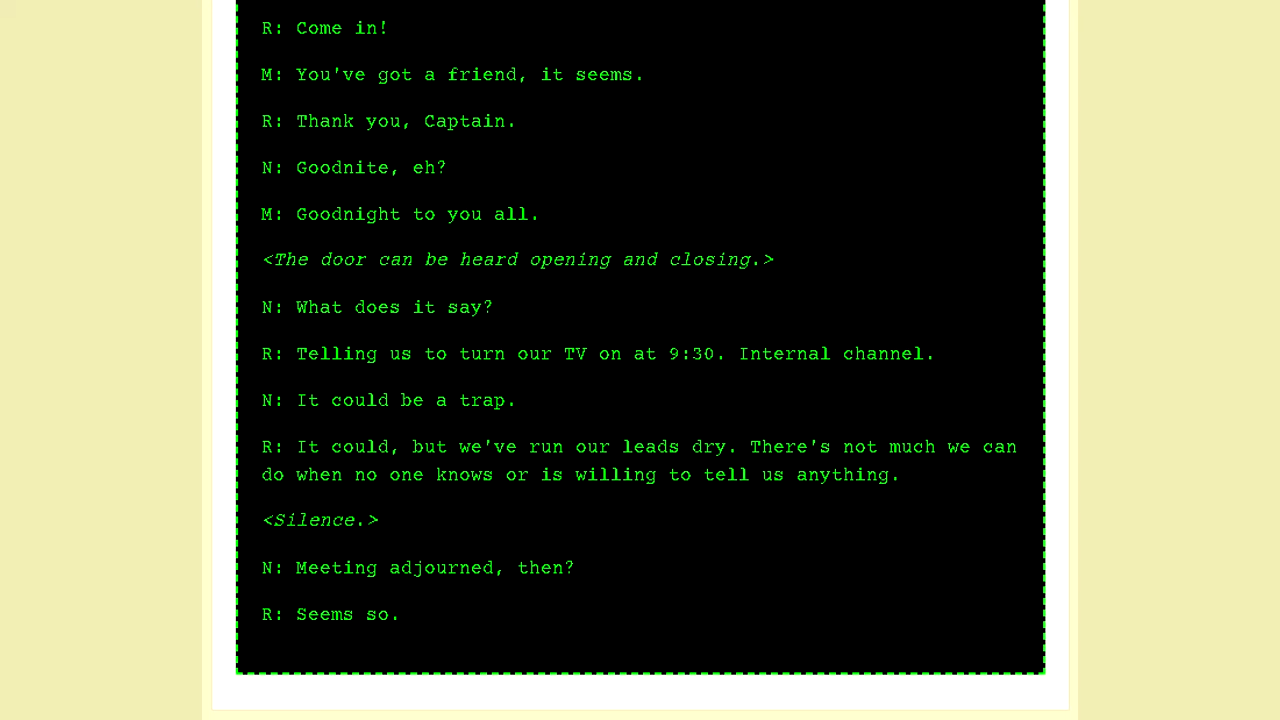 R: Come in!
M: You've got a friend, it seems.
R: Thank you, Captain.
N: Goodnite, eh?
M: Goodnight to you all.
<The door can be heard opening and closing.>
N: What does it say?
R: Telling us to turn our TV on at 9:30. Internal channel.
N: It could be a trap.
R: It could, but we've run our leads dry. There's not much we can
do when no one knows or is willing to tell us anything.
<Silence.>
N: Meeting adjourned, then?
R: Seems so.